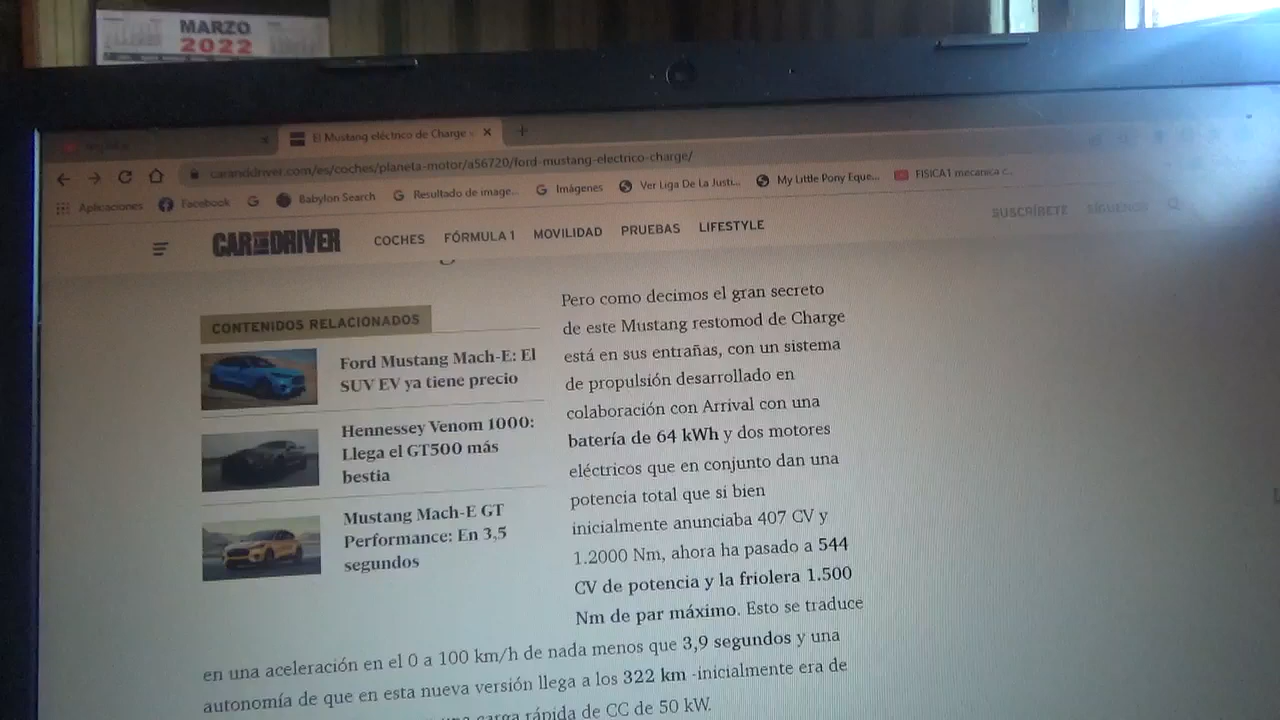 MARZO
2022
El Mustang eléctrico de Charge
caranddriver.com/es/coches/planeta-motor/a56720/ford-mustang-electrico-charge/
Aplicaciones Facebook Babylon Search Resultado de image... Imágenes Ver Liga De La Justi... My Little Pony Eque... FISICA1 mecanica c...
CAR AND DRIVER COCHES FÓRMULA 1 MOVILIDAD PRUEBAS LIFESTYLE SUSCRÍBETE SÍGUENOS
CONTENIDOS RELACIONADOS
Ford Mustang Mach-E: El
SUV EV ya tiene precio
Hennessey Venom 1000:
Llega el GT500 más
bestia
Mustang Mach-E GT
Performance: En 3,5
segundos
Pero como decimos el gran secreto
de este Mustang restomod de Charge
está en sus entrañas, con un sistema
de propulsión desarrollado en
colaboración con Arrival con una
batería de 64 kWh y dos motores
eléctricos que en conjunto dan una
potencia total que si bien
inicialmente anunciaba 407 CV y
1.2000 Nm, ahora ha pasado a 544
CV de potencia y la friolera 1.500
Nm de par máximo. Esto se traduce
en una aceleración en el 0 a 100 km/h de nada menos que 3,9 segundos y una
autonomía de que en esta nueva versión llega a los 322 km -inicialmente era de
carga rápida de CC de 50 kW.